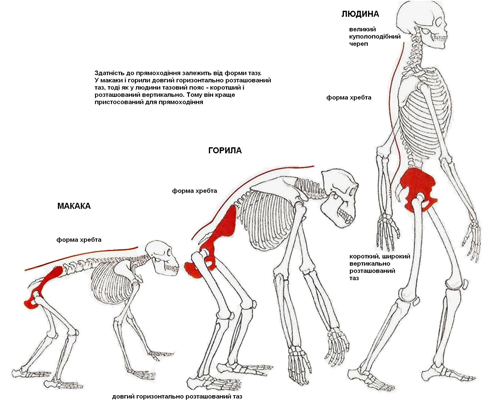 ЛЮДИНА
великий
куполоподібний
череп
Здатність до прямоходіння залежить від форми тазу.
У макаки і горили довгий горизонтально розташований
таз, тоді як у людини тазовий пояс - коротший і
розташований вертикально. Тому він краще
пристосований для прямоходіння
форма хребта
ГОРИЛА
форма хребта
МАКАКА
форма хребта
короткий, широкий
вертикально
розташований
таз
довгий горизонтально розташований таз